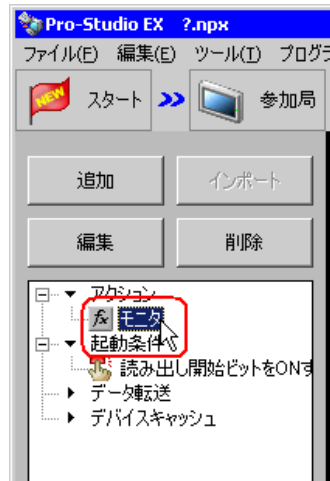 Pro-Studio EX ?.npx
ファイル(F) 編集(E) ツール(T) プログラ
NEW スタート 参加局
追加 インポート
編集 削除
アクション
fx モニタ
起動条件
読み出し開始ビットをONす
データ転送
デバイスキャッシュ